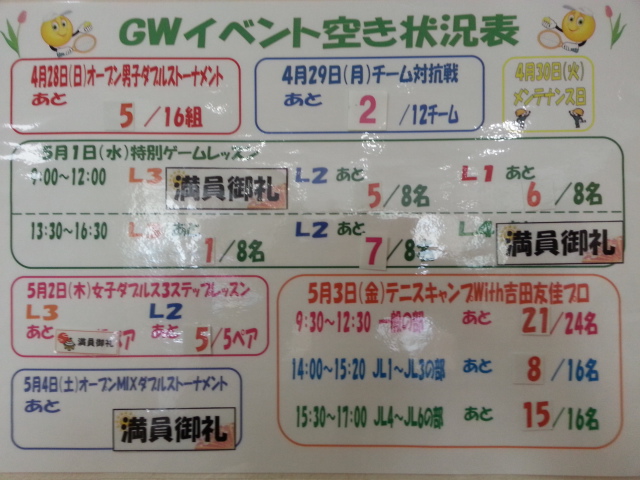 GWイベント空き状況表
4月28日(日)オープン男子ダブルストーナメント
あと
5/16組
4月29日(月)チーム対抗戦
あと
2/12チーム
4月30日(火)
メンテナンス日
5月1日(水)特別ゲームレッスン
9:00〜12:00 L3 満員御礼 L2 あと 5/8名 L1 あと 6/8名
13:30〜16:30 1/8名 L2 あと 7/8名 L4 満員御礼
5月2日(木)女子ダブルス3ステップレッスン
L3 L2
あと 満員御礼 ペア あと 5/5ペア
5月3日(金)テニスキャンプWith吉田友佳プロ
9:30〜12:30 一般の部 あと 21/24名
14:00〜15:20 JL1〜JL3の部 あと 8/16名
15:30〜17:00 JL4〜JL6の部 あと 15/16名
5月4日(土)オープンMIXダブルストーナメント
あと
満員御礼